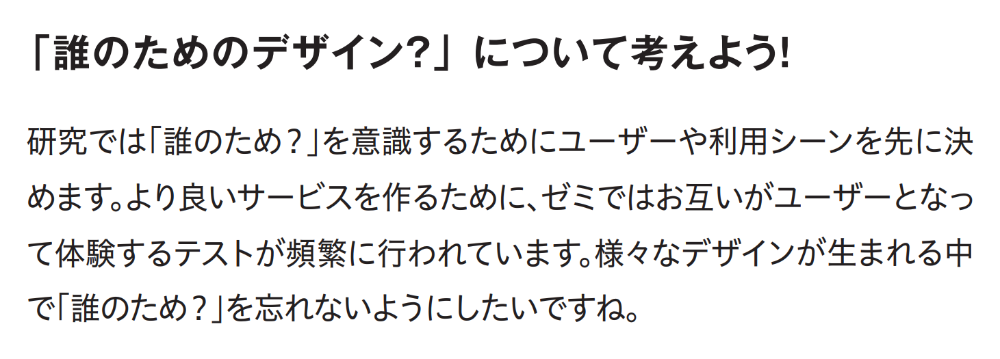 「誰のためのデザイン?」について考えよう!
研究では「誰のため？」を意識するためにユーザーや利用シーンを先に決
めます。より良いサービスを作るために、ゼミではお互いがユーザーとなっ
て体験するテストが頻繁に行われています。様々なデザインが生まれる中
で「誰のため？」を忘れないようにしたいですね。